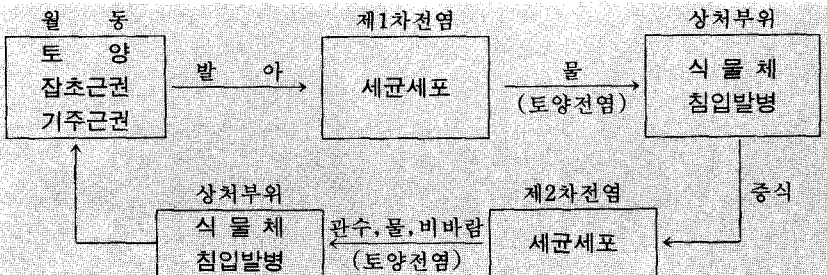 월 동
토 양
잡초근권
기주근권
발 아
제1차전염
세균세포
물
(토양전염)
상처부위
식 물 체
침입발병
증식
제2차전염
세균세포
관수, 물, 비바람
(토양전염)
상처부위
식 물 체
침입발병